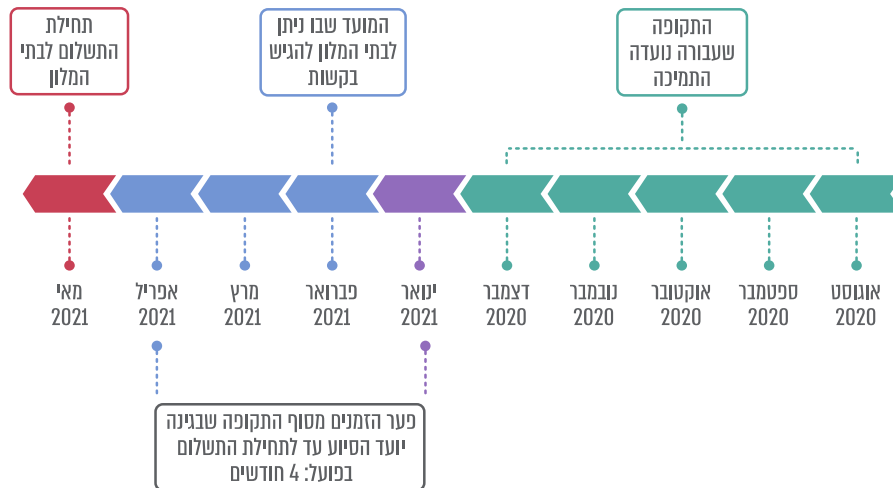 התקופה
שעבורה נועדה
התמיכה
המועד שבו ניתן
לבתי המלון להגיש
בקשות
תחילת
התשלום לבתי
המלון
אוגוסט
2020
ספטמבר
2020
אוקטובר
2020
נובמבר
2020
דצמבר
2020
ינואר
2021
פברואר
2021
מרץ
2021
אפריל
2021
מאי
2021
פער הזמנים מסוף התקופה שבגינה
יועד הסיוע עד לתחילת התשלום
בפועל: 4 חודשים